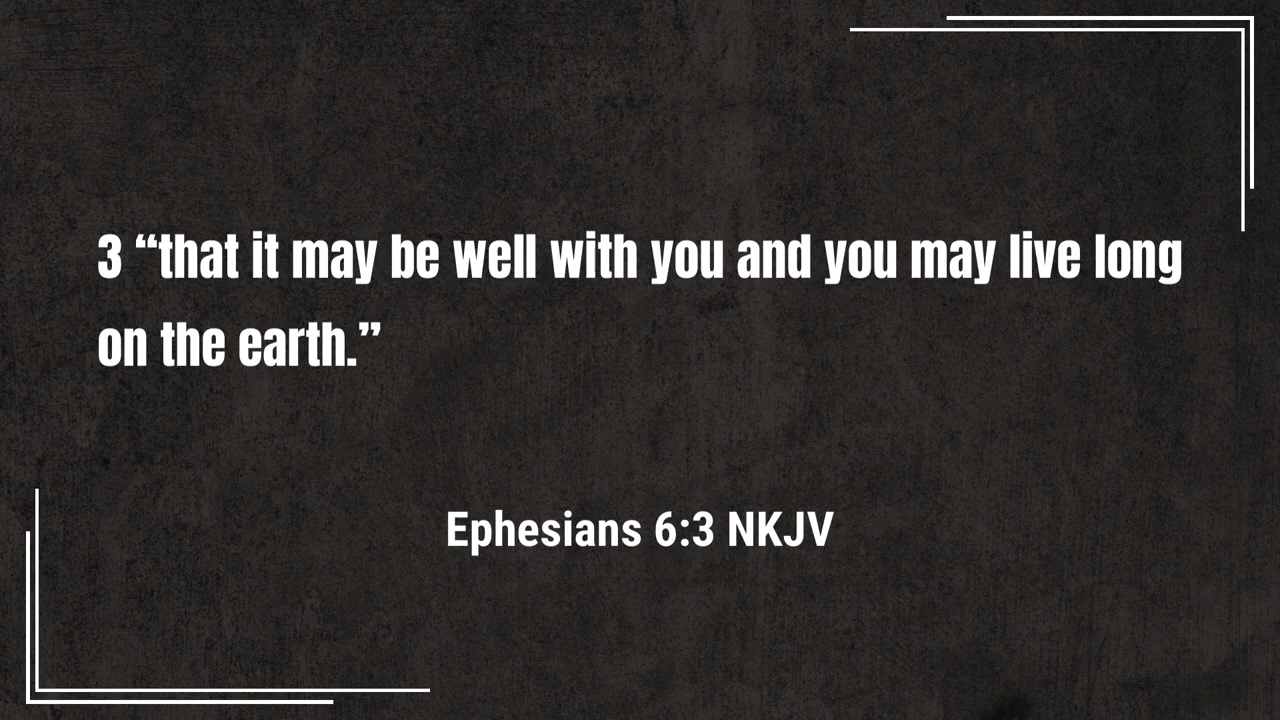 3 “that it may be well with you and you may live long
on the earth.”
Ephesians 6:3 NKJV